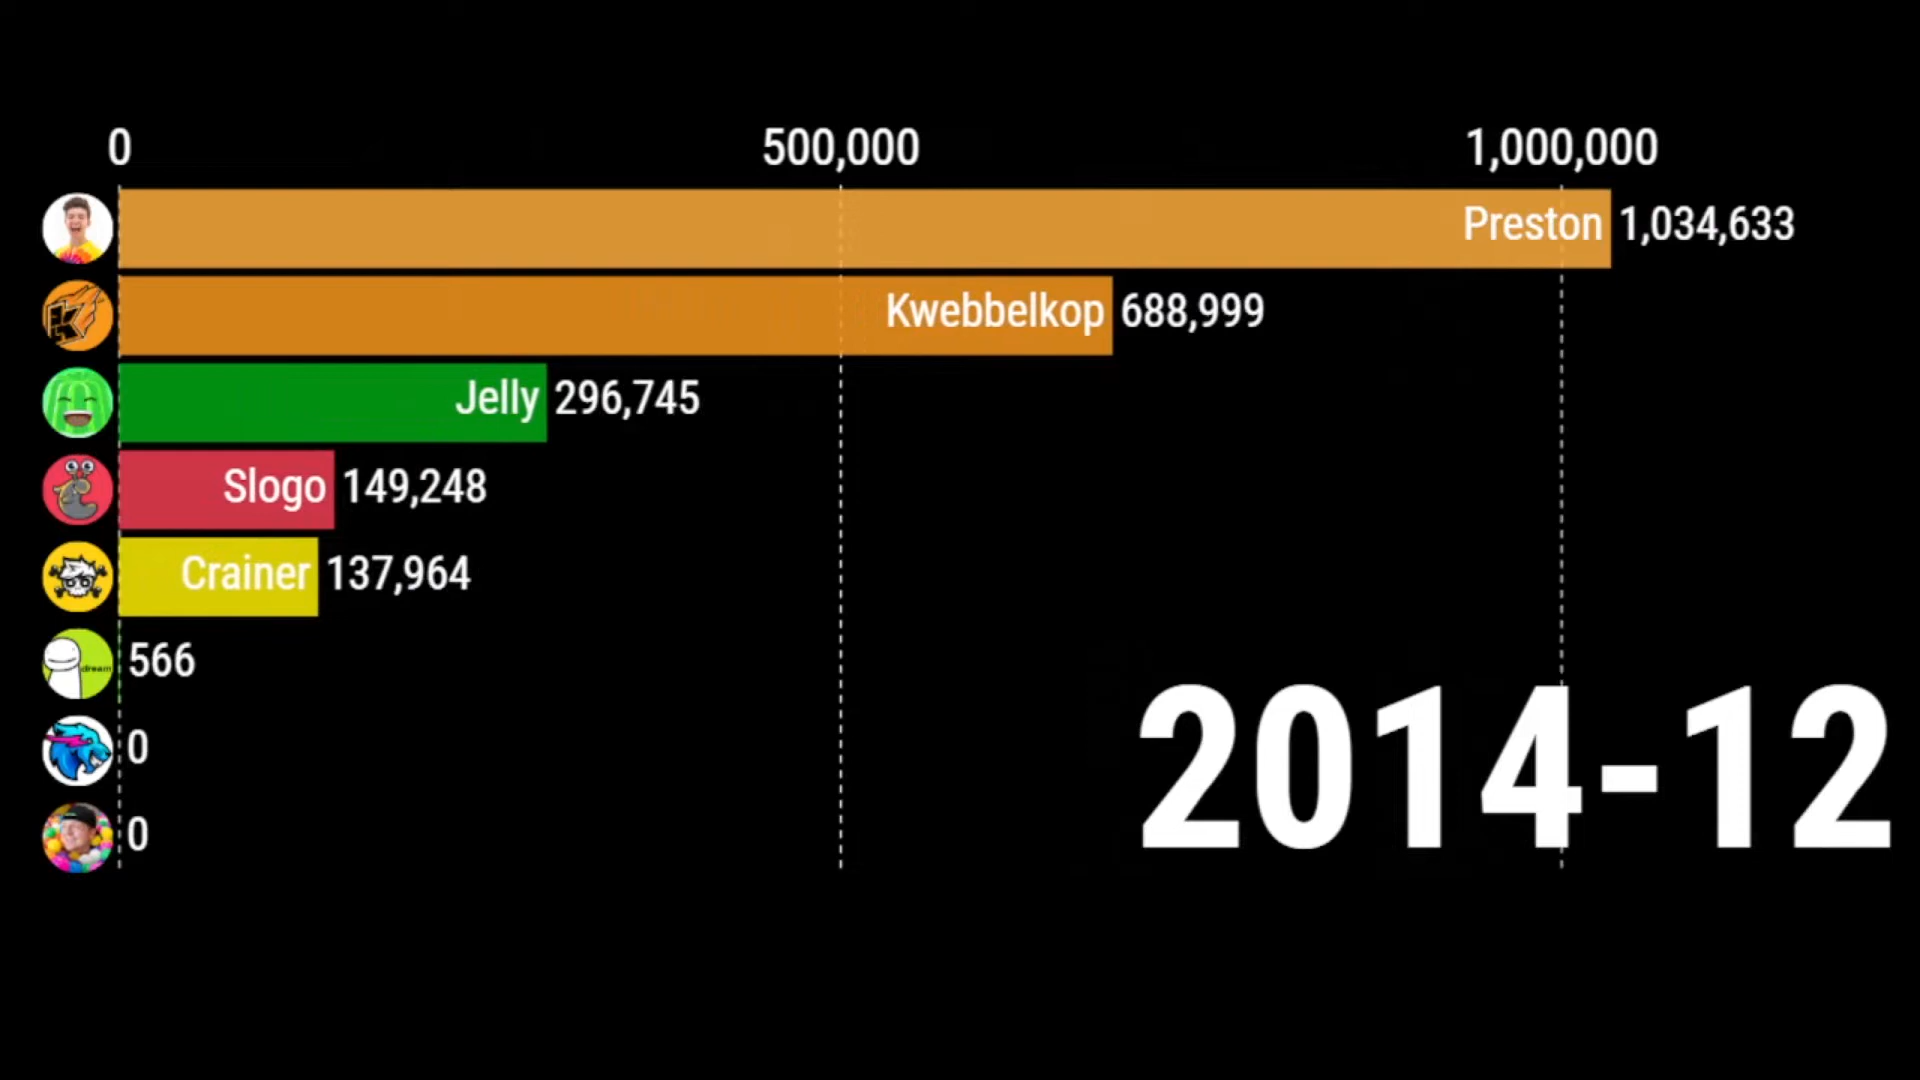 0 500,000 1,000,000
Preston 1,034,633
Kwebbelkop 688,999
Jelly 296,745
Slogo 149,248
Crainer 137,964
dream 566
0
0
2014-12